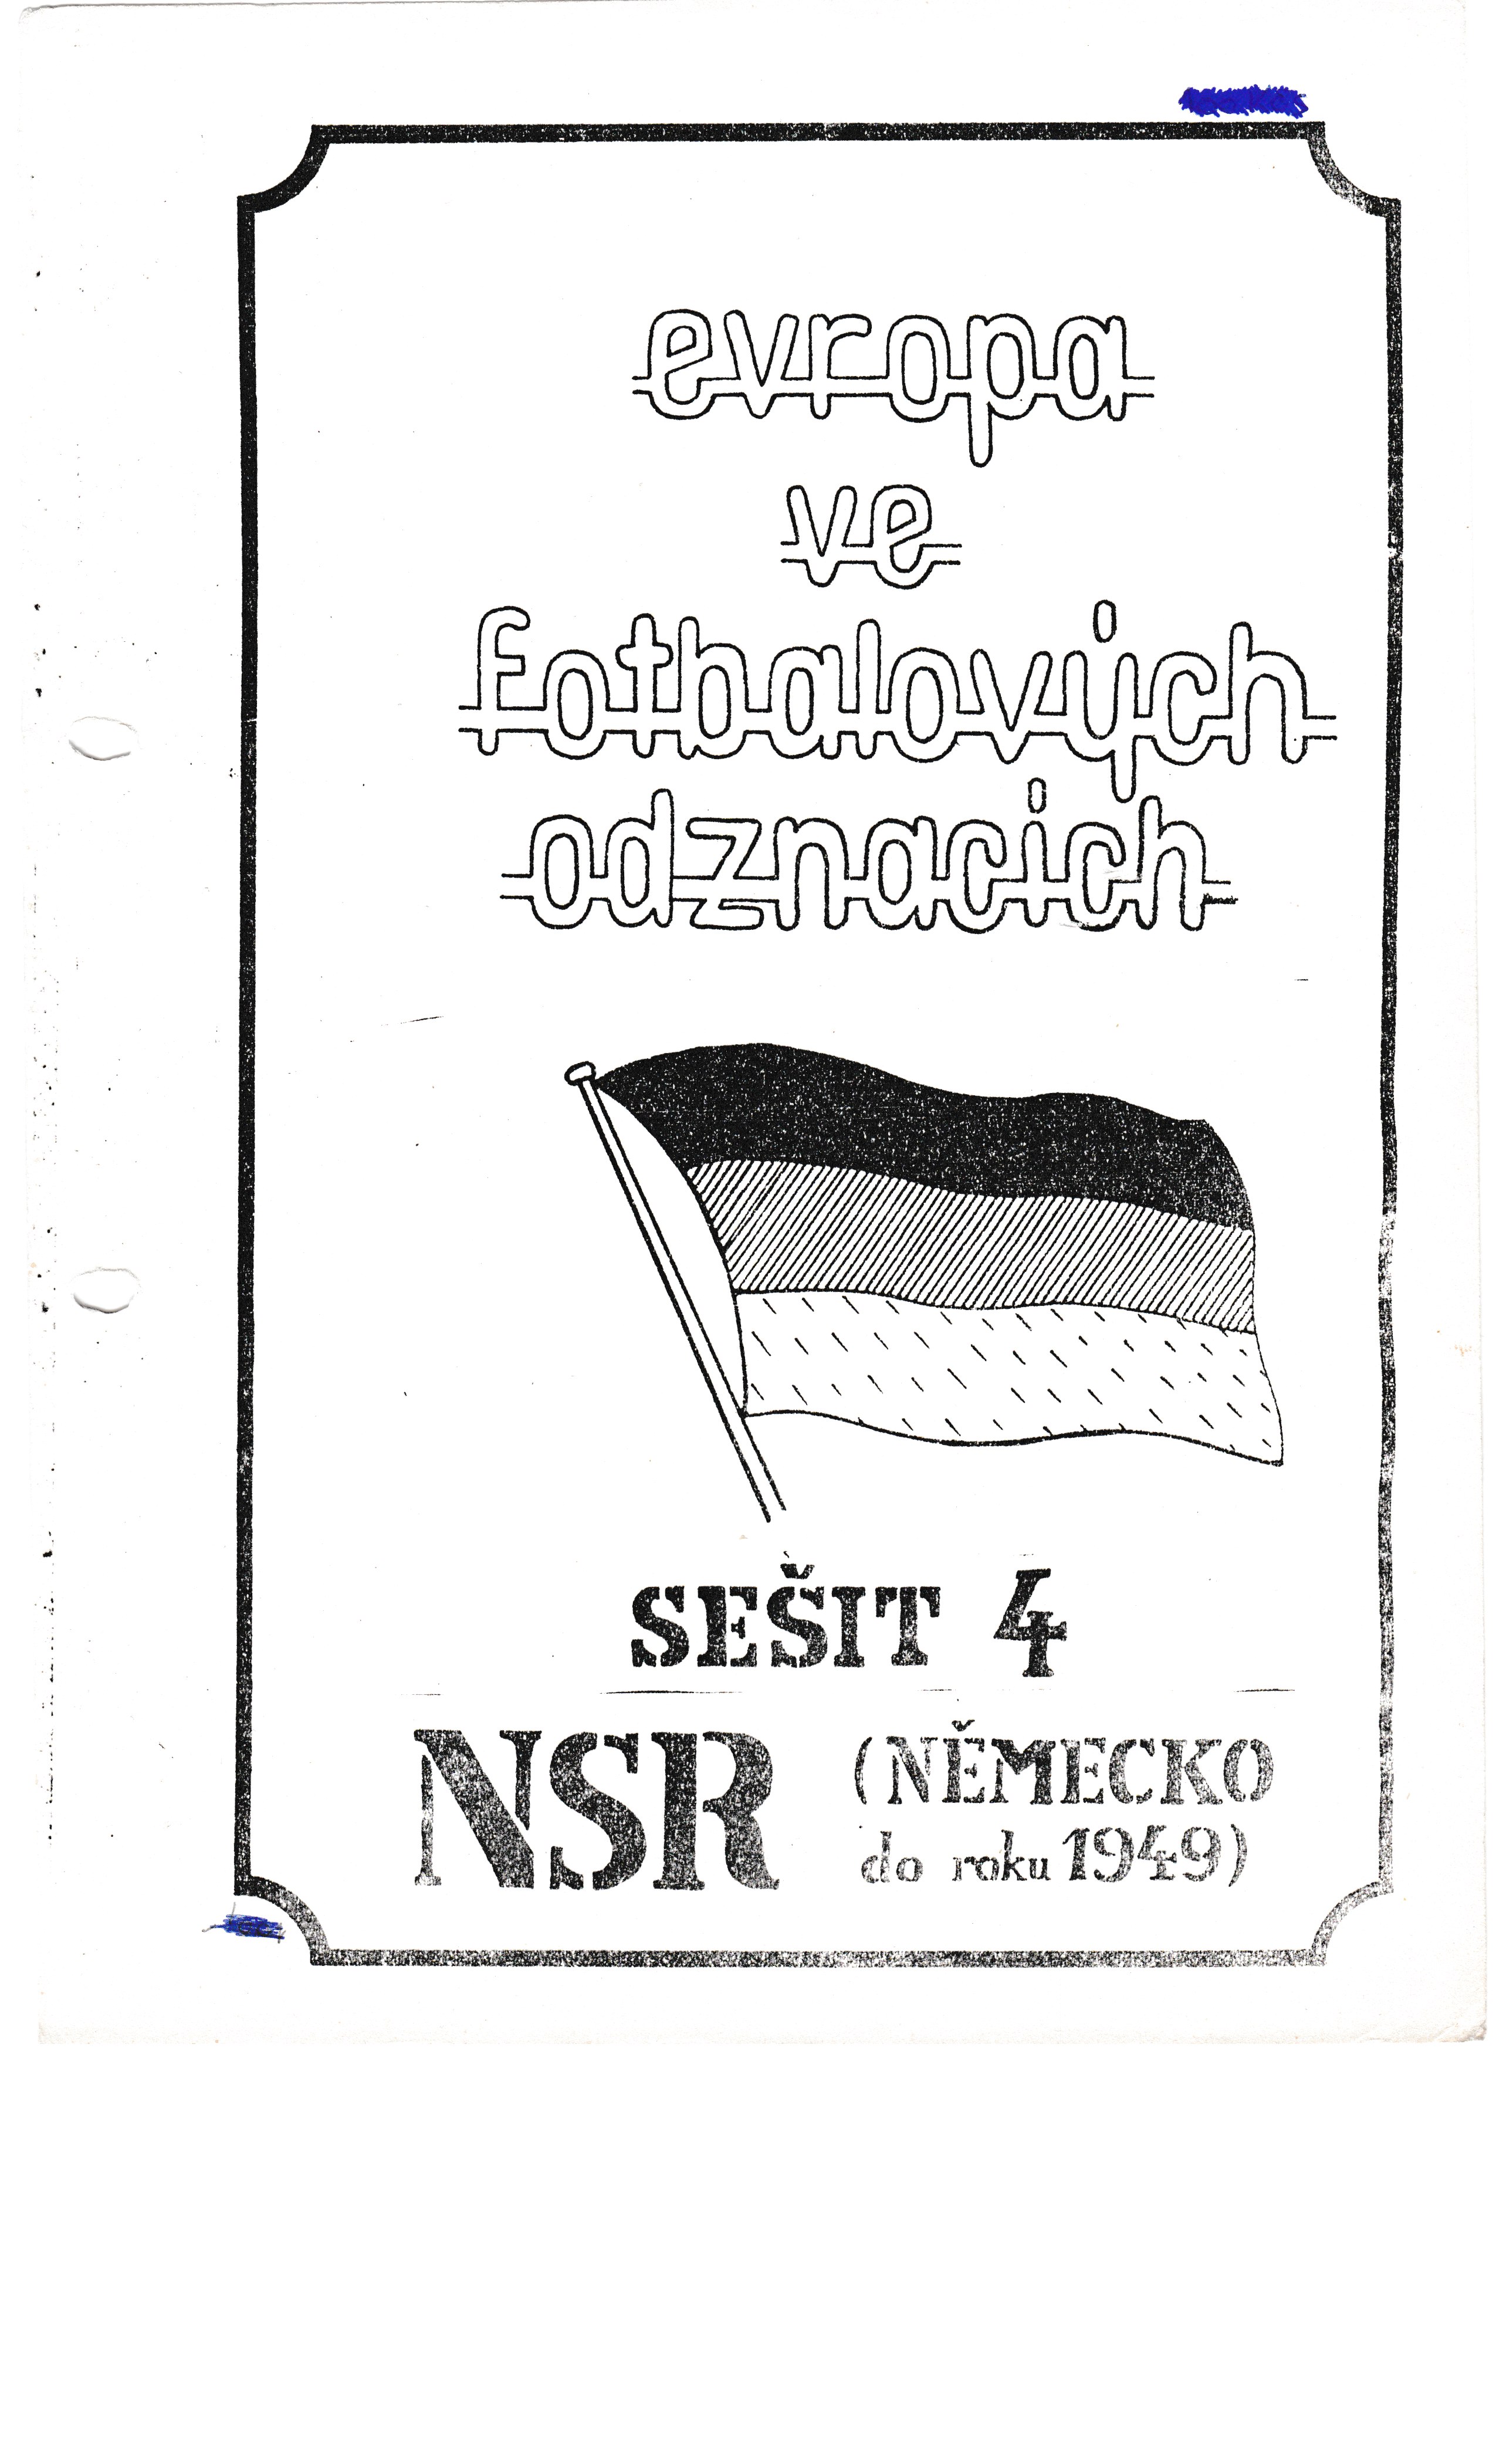 evropa
ve
fotbalových
odznacích
SEŠIT 4
NSR (NĚMECKO
do roku 1949)